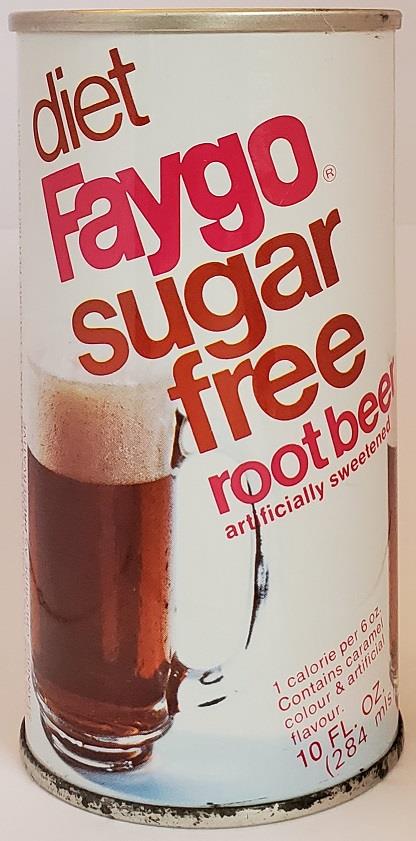 diet
Faygo®
sugar
free
root beer
artificially sweetened
1 calorie per 6 oz.
Contains caramel
colour & artificial
flavour.
10 FL. OZ.
(284 mls